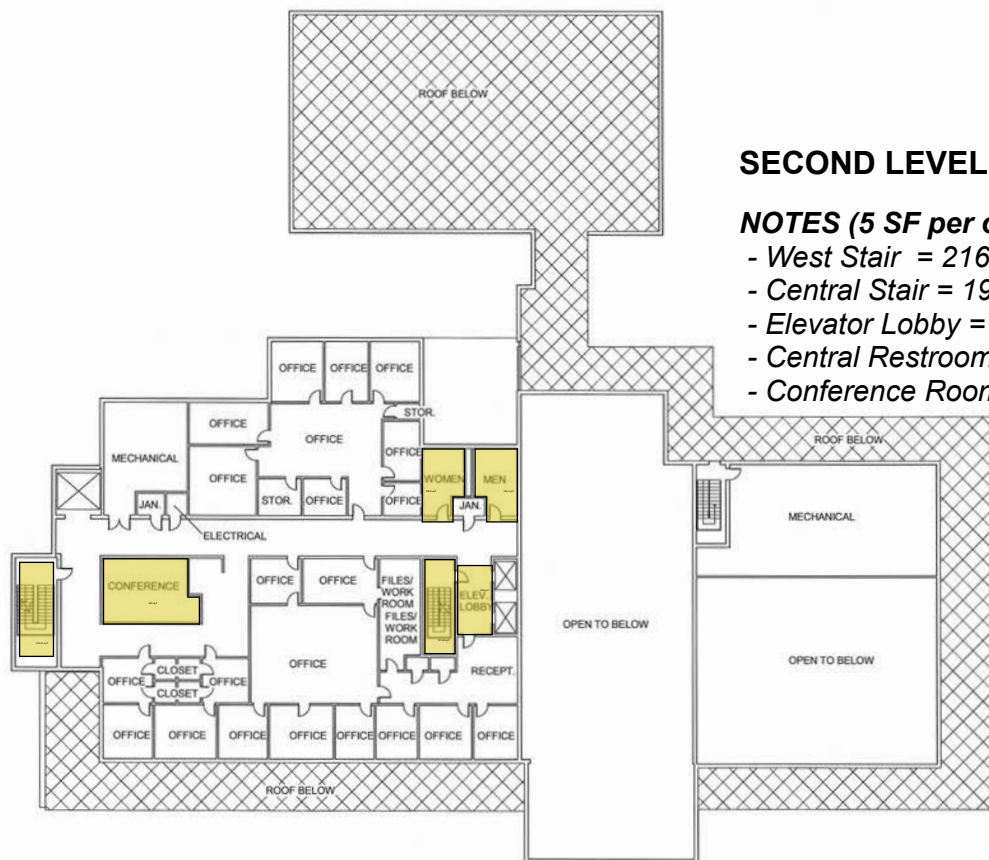 ROOF BELOW
SECOND LEVEL
NOTES (5 SF per
- West Stair = 216
- Central Stair = 19
- Elevator Lobby =
- Central Restroom
- Conference Room
OFFICE
OFFICE
OFFICE
STOR.
OFFICE
OFFICE
ROOF BELOW
MECHANICAL
OFFICE
OFFICE
WOMEN
MEN
OFFICE
STOR.
OFFICE
OFFICE
JAN.
JAN.
MECHANICAL
ELECTRICAL
CONFERENCE
OFFICE
OFFICE
FILES/
WORK
ROOM
FILES/
WORK
ROOM
ELEV.
LOBBY
OPEN TO BELOW
OFFICE
OPEN TO BELOW
CLOSET
RECEPT.
OFFICE
OFFICE
CLOSET
OFFICE
OFFICE
OFFICE
OFFICE
OFFICE
OFFICE
OFFICE
OFFICE
ROOF BELOW